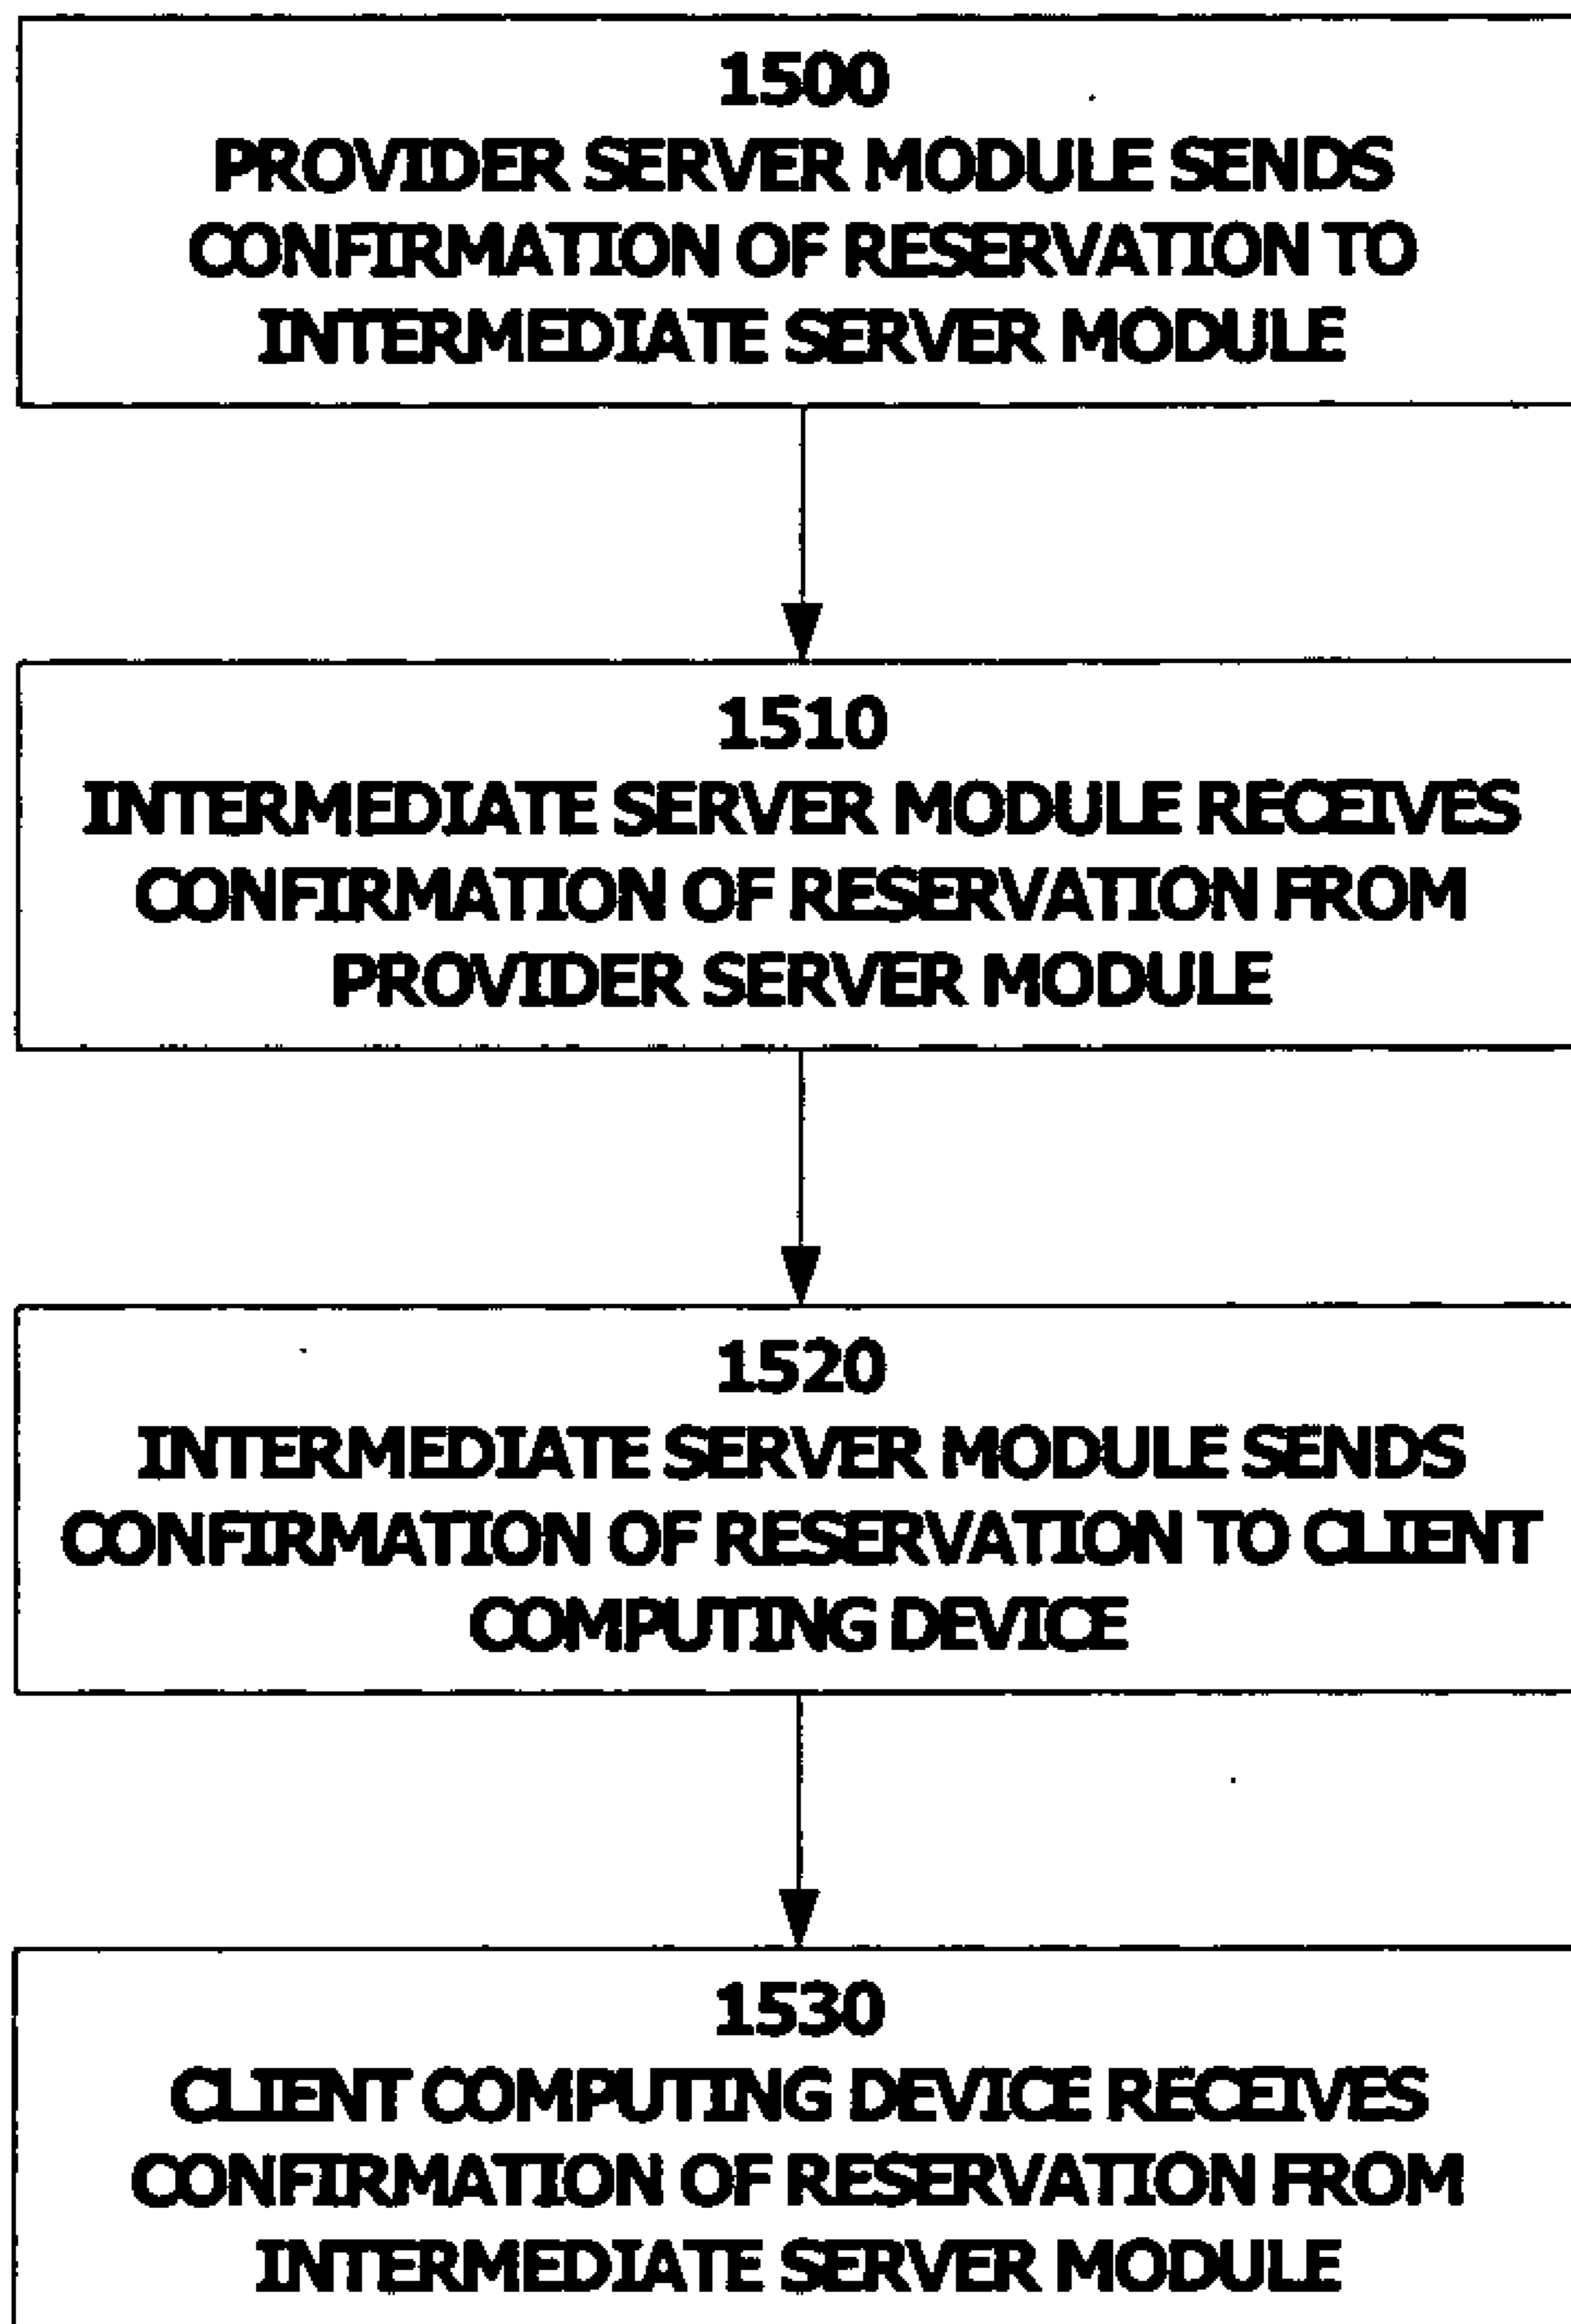 1500
PROVIDER SERVER MODULE SENDS
CONFIRMATION OF RESERVATION TO
INTERMEDIATE SERVER MODULE
1510
INTERMEDIATE SERVER MODULE RECEIVES
CONFIRMATION OF RESERVATION FROM
PROVIDER SERVER MODULE
1520
INTERMEDIATE SERVER MODULE SENDS
CONFIRMATION OF RESERVATION TO CLIENT
COMPUTING DEVICE
1530
CLIENT COMPUTING DEVICE RECEIVES
CONFIRMATION OF RESERVATION FROM
INTERMEDIATE SERVER MODULE